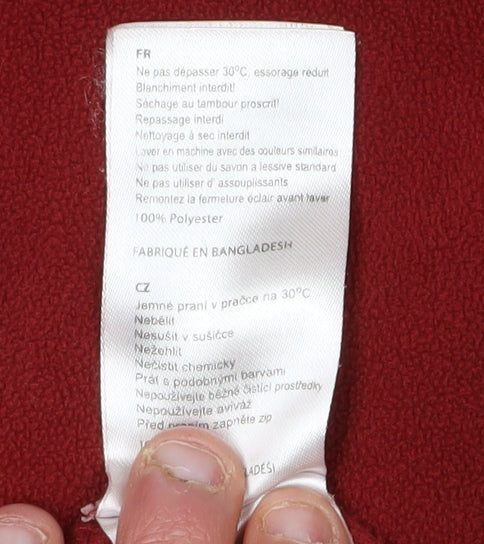 FR
Ne pas dépasser 30°C, essorage réduit
Blanchiment interdit!
Séchage au tambour proscrit!
Repassage interdi
Nettoyage à sec interdit
Laver en machine avec des couleurs similaires
Ne pas utiliser du savon a lessive standard
Ne pas utiliser d' assouplissants
Remontez la fermeture éclair avant laver
100% Polyester
FABRIQUÉ EN BANGLADESH
CZ
Jemné praní v pračce na 30°C
Nebělit
Nesušit v sušičce
Nežehlit
Nečistit chemicky
Prát s podobnými barvami
Nepoužívejte běžné čistící prostředky
Nepoužívejte aviváž
Před praním zapněte zip